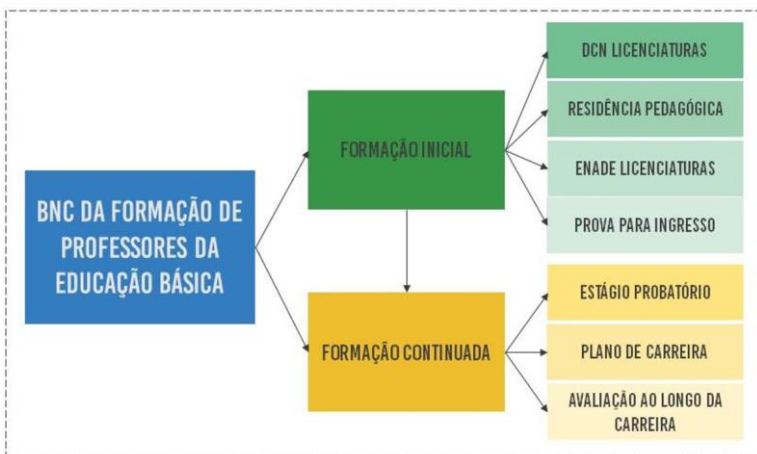 BNC DA FORMAÇÃO DE
PROFESSORES DA
EDUCAÇÃO BÁSICA
FORMAÇÃO INICIAL
DCN LICENCIATURAS
RESIDÊNCIA PEDAGÓGICA
ENADE LICENCIATURAS
PROVA PARA INGRESSO
FORMAÇÃO CONTINUADA
ESTÁGIO PROBATÓRIO
PLANO DE CARREIRA
AVALIAÇÃO AO LONGO DA
CARREIRA